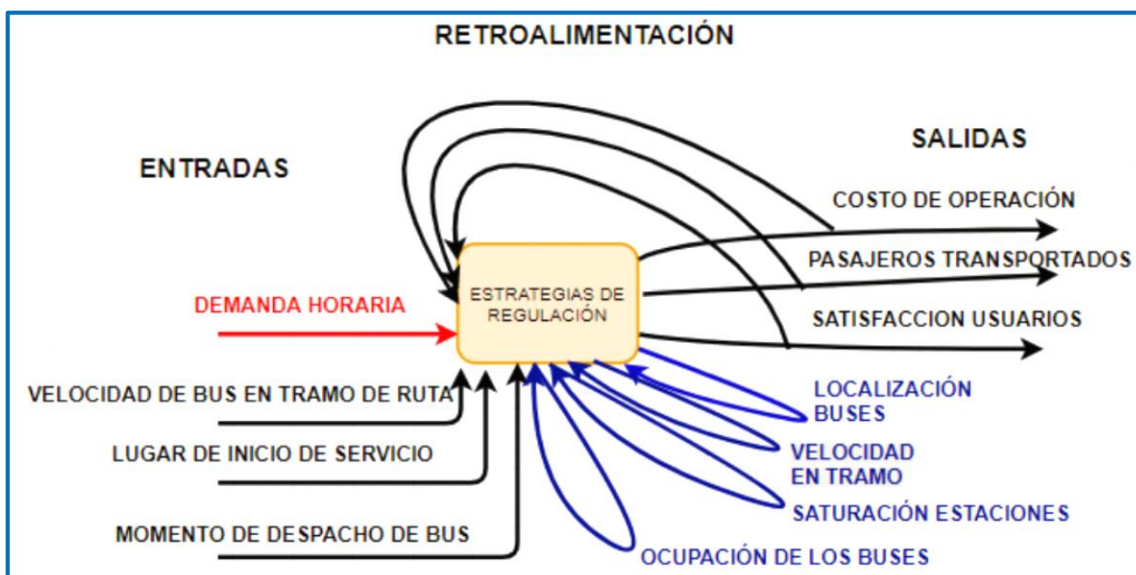 RETROALIMENTACIÓN
ENTRADAS
SALIDAS
COSTO DE OPERACIÓN
PASAJEROS TRANSPORTADOS
SATISFACCION USUARIOS
ESTRATEGIAS DE
REGULACIÓN
DEMANDA HORARIA
VELOCIDAD DE BUS EN TRAMO DE RUTA
LUGAR DE INICIO DE SERVICIO
MOMENTO DE DESPACHO DE BUS
LOCALIZACIÓN
BUSES
VELOCIDAD
EN TRAMO
SATURACIÓN ESTACIONES
OCUPACIÓN DE LOS BUSES